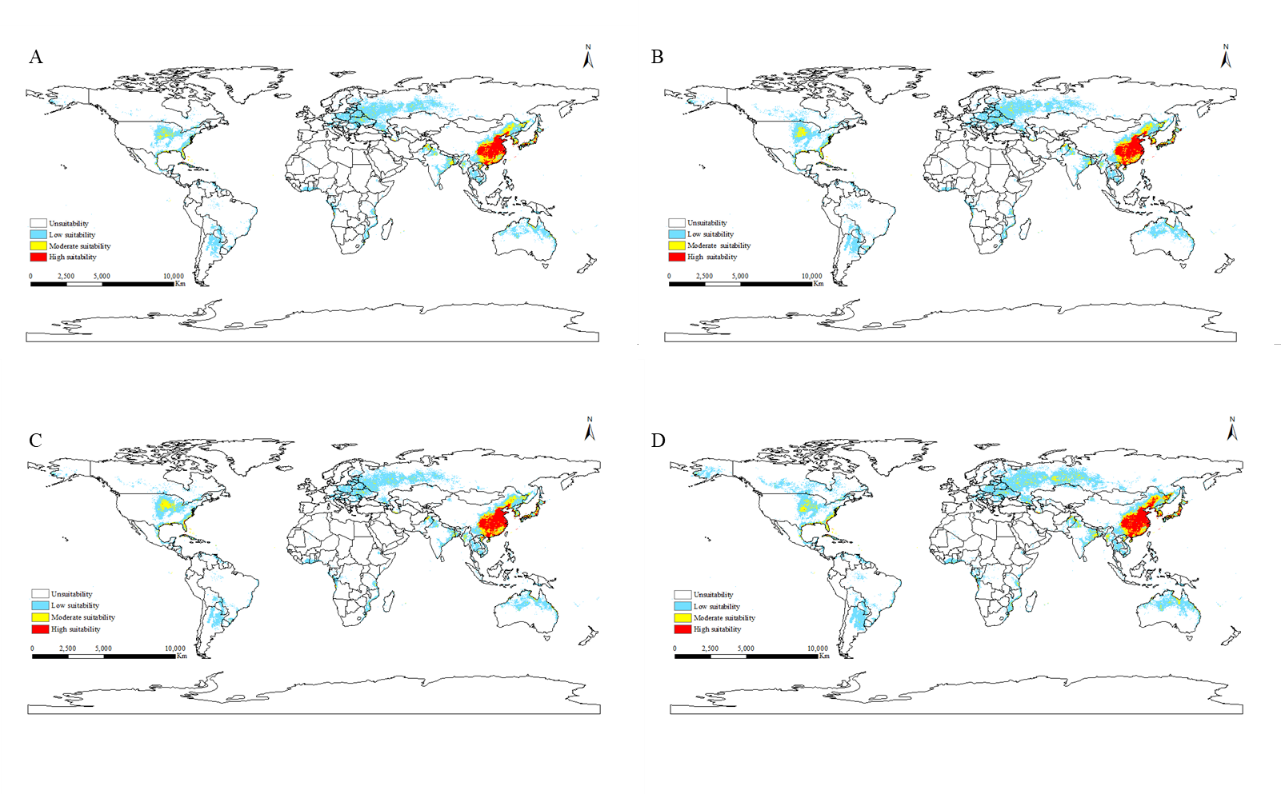 N
A
Unsuitability
Low suitability
Moderate suitability
High suitability
0 2,500 5,000 10,000
Km
N
B
Unsuitability
Low suitability
Moderate suitability
High suitability
0 2,500 5,000 10,000
Km
N
C
Unsuitability
Low suitability
Moderate suitability
High suitability
0 2,500 5,000 10,000
Km
N
D
Unsuitability
Low suitability
Moderate suitability
High suitability
0 2,500 5,000 10,000
Km